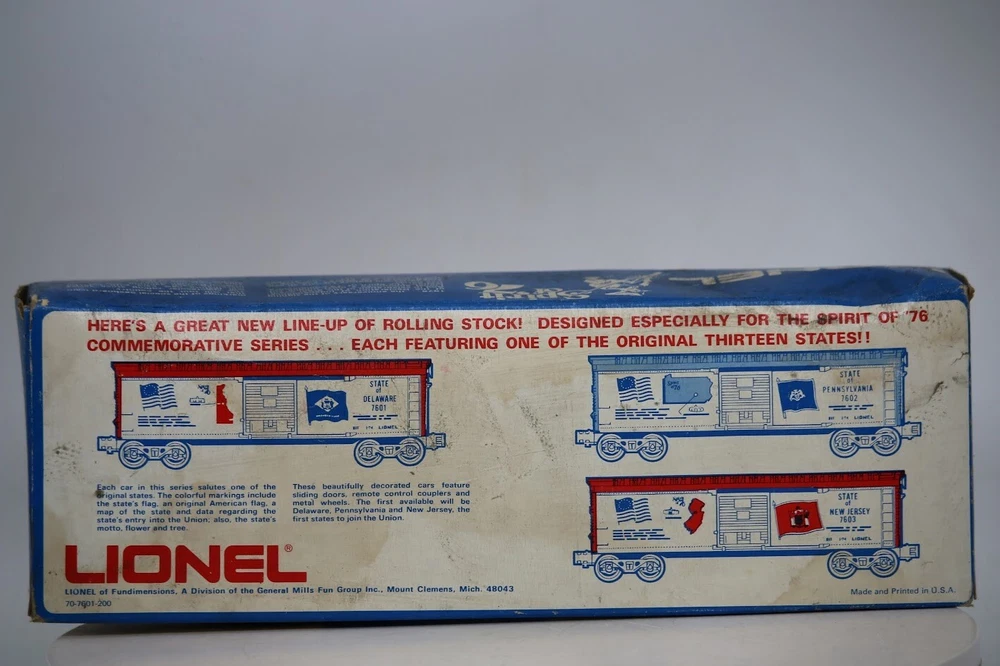 HERE'S A GREAT NEW LINE-UP OF ROLLING STOCK! DESIGNED ESPECIALLY FOR THE SPIRIT OF '76
COMMEMORATIVE SERIES ... EACH FEATURING ONE OF THE ORIGINAL THIRTEEN STATES!!
STATE
of
DELAWARE
7601
LIONEL
STATE
of
PENNSYLVANIA
7602
LIONEL
Each car in this series salutes one of the
original states. The colorful markings include
the state's flag, an original American flag, a
map of the state and data regarding the
state's entry into the Union; also, the state's
motto, flower and tree.
These beautifully decorated cars feature
sliding doors, remote control couplers and
metal wheels. The first available will be
Delaware, Pennsylvania and New Jersey, the
first states to join the Union.
STATE
of
NEW JERSEY
7603
LIONEL
LIONEL®
LIONEL of Fundimensions, A Division of the General Mills Fun Group Inc., Mount Clemens, Mich. 48043
70-7601-200
Made and Printed in U.S.A.